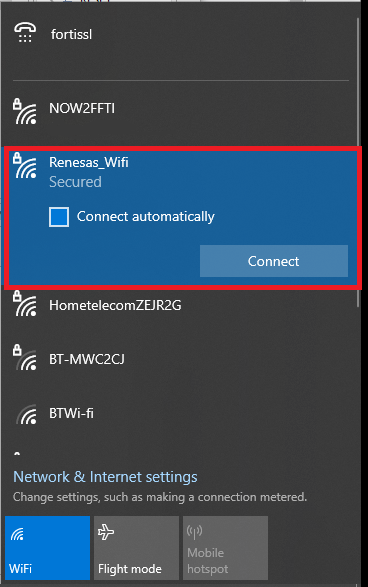 fortissl
NOW2FFTI
Renesas_Wifi
Secured
Connect automatically
Connect
HometelecomZEJR2G
BT-MWC2CJ
BTWi-fi
Network & Internet settings
Change settings, such as making a connection metered.
WiFi
Flight mode
Mobile
hotspot